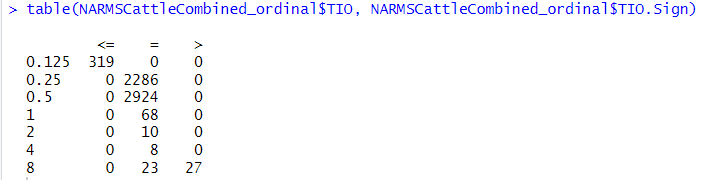 > table(NARMSCattleCombined_ordinal$TIO, NARMSCattleCombined_ordinal$TIO.Sign)
<= = >
0.125 319 0 0
0.25 0 2286 0
0.5 0 2924 0
1 0 68 0
2 0 10 0
4 0 8 0
8 0 23 27